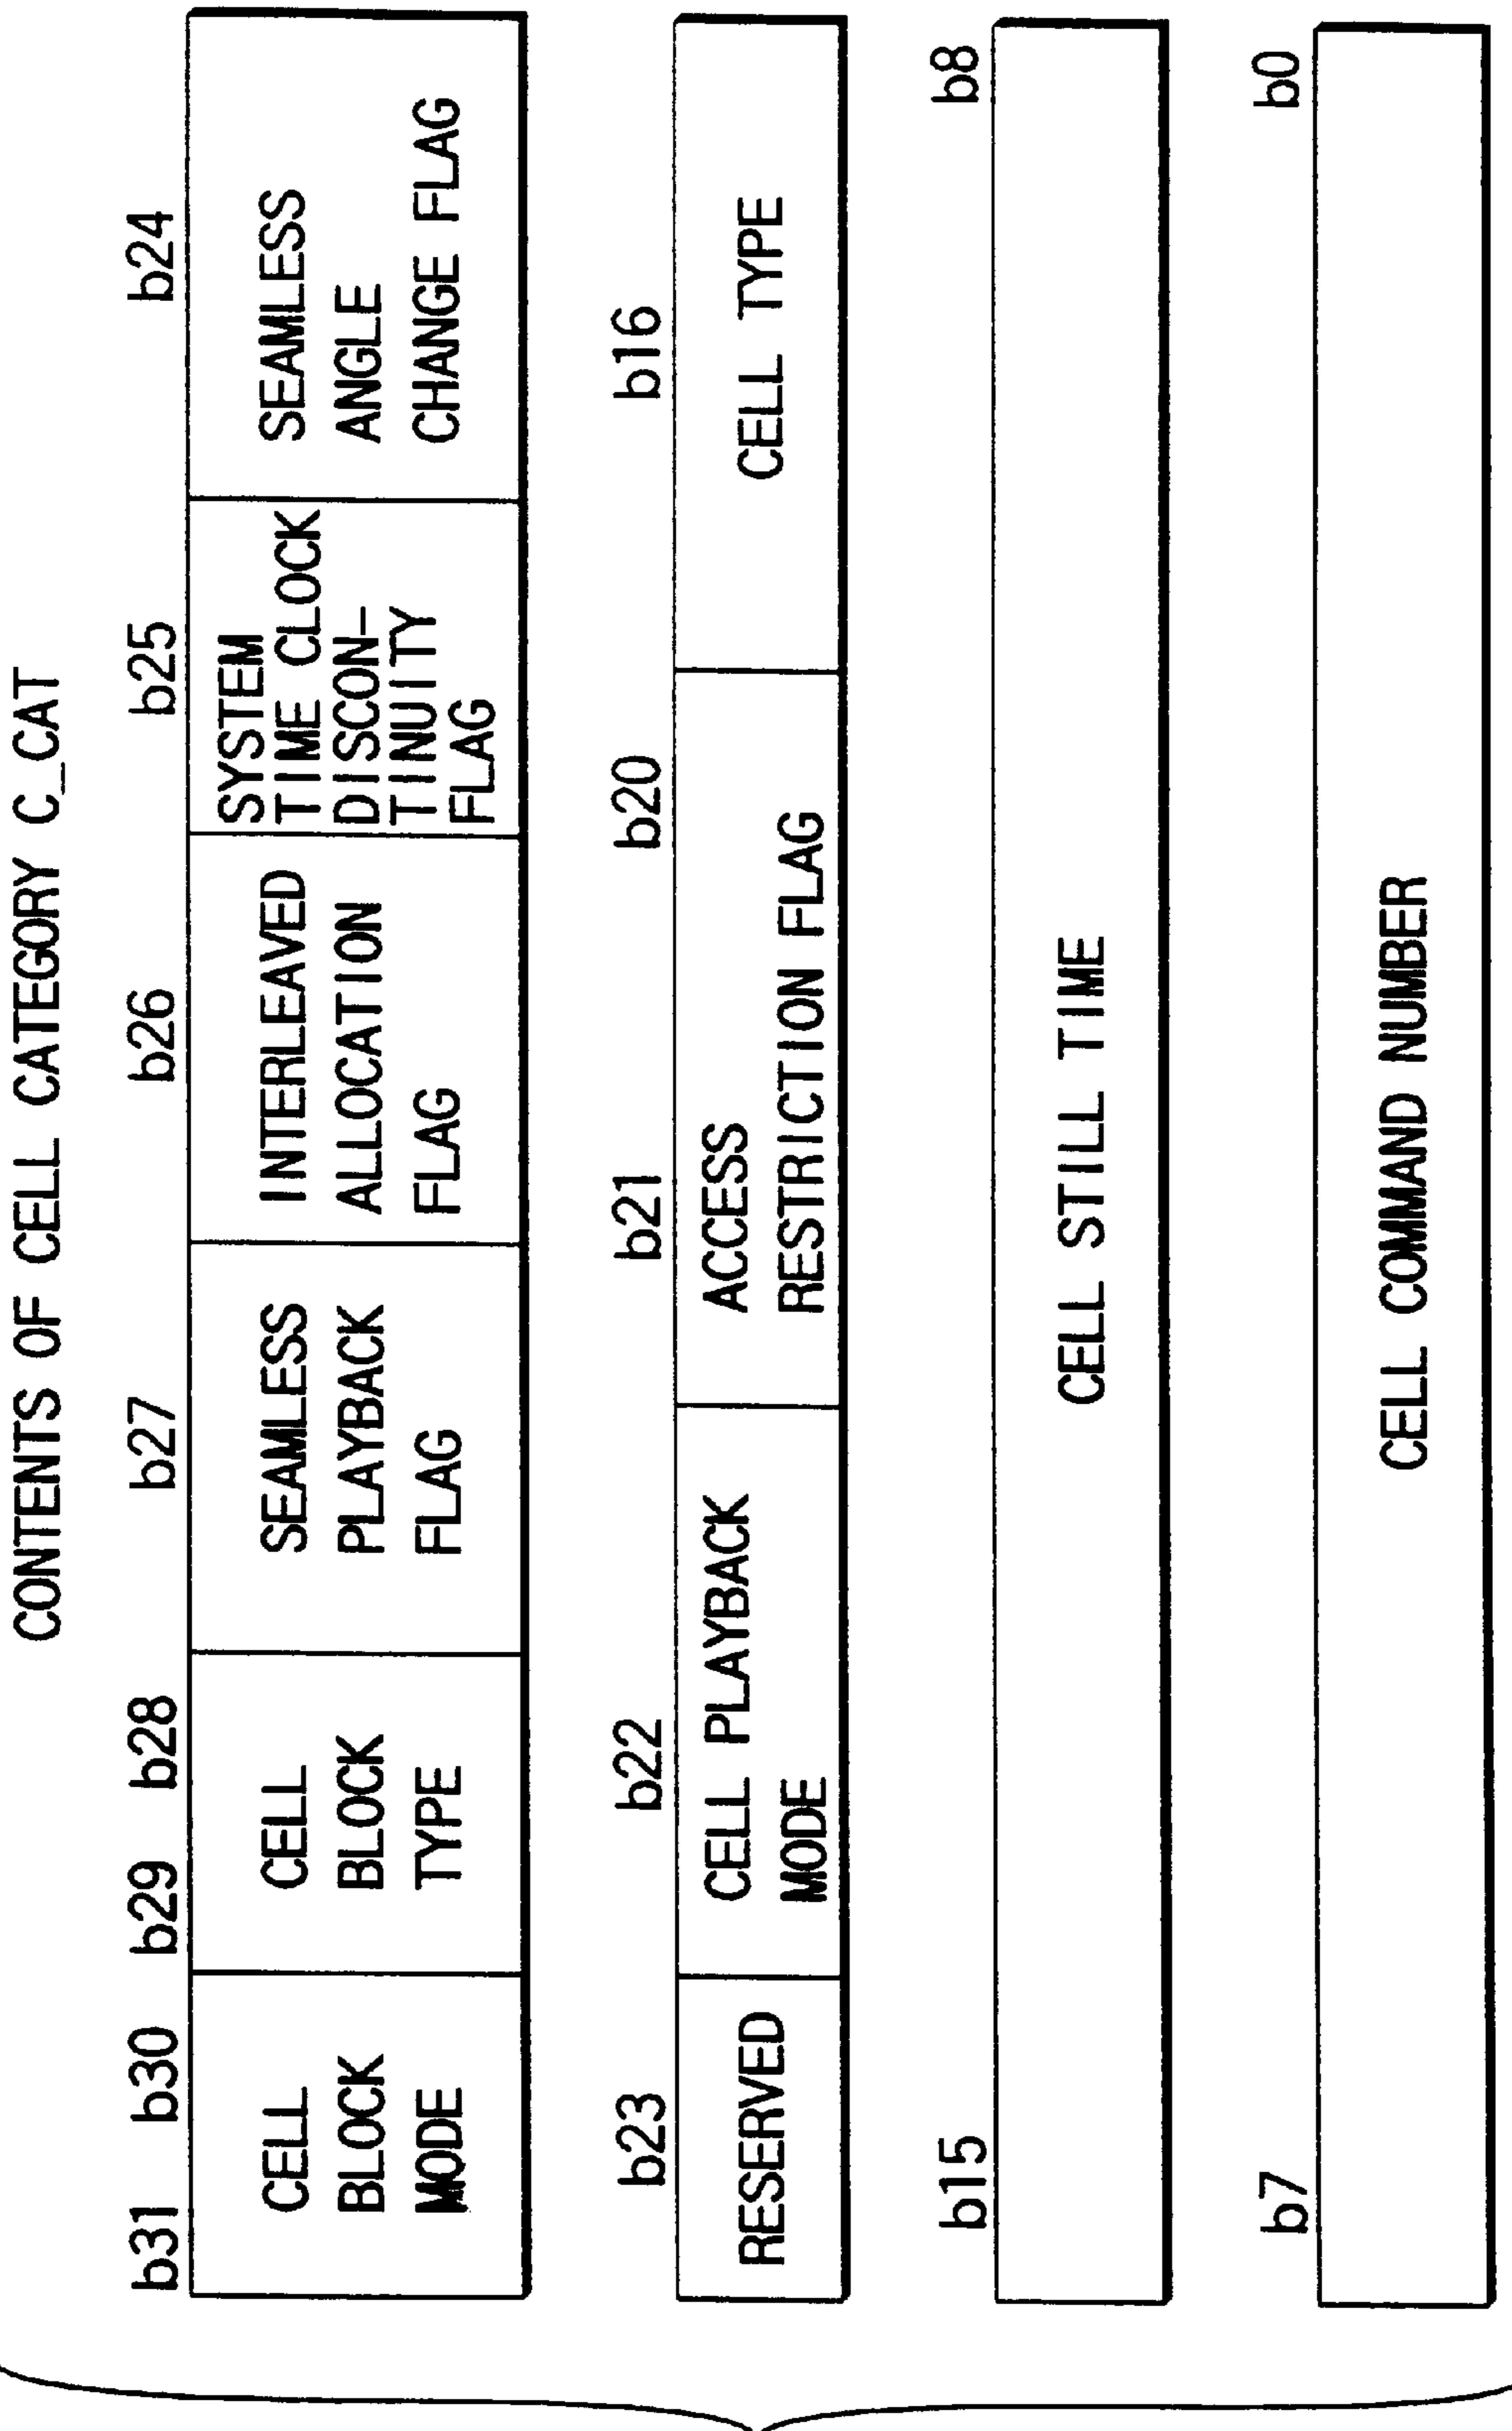 CONTENTS OF CELL CATEGORY C_CAT
b31 b30 b29 b28 b27 b26 b25 b24
CELL
BLOCK
MODE
CELL
BLOCK
TYPE
SEAMLESS
PLAYBACK
FLAG
INTERLEAVED
ALLOCATION
FLAG
SYSTEM
TIME CLOCK
DISCON-
TINUITY
FLAG
SEAMLESS
ANGLE
CHANGE FLAG
b23 b22 b21 b20 b16
RESERVED
CELL PLAYBACK
MODE
ACCESS
RESTRICTION FLAG
CELL TYPE
b15 b8
CELL STILL TIME
b7 b0
CELL COMMAND NUMBER